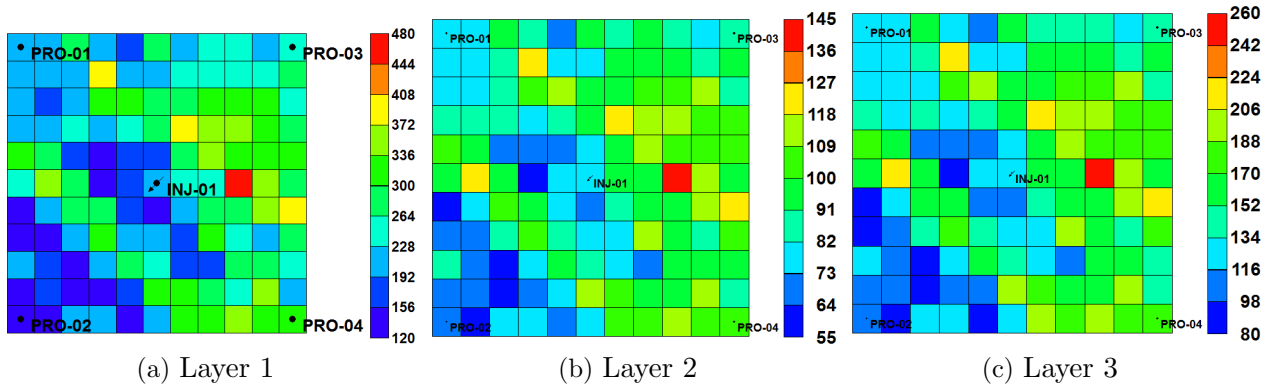 PRO-01
PRO-03
INJ-01
PRO-02
PRO-04
480
444
408
372
336
300
264
228
192
156
120
(a) Layer 1
PRO-01
PRO-03
INJ-01
PRO-02
PRO-04
145
136
127
118
109
100
91
82
73
64
55
(b) Layer 2
PRO-01
PRO-03
INJ-01
PRO-02
PRO-04
260
242
224
206
188
170
152
134
116
98
80
(c) Layer 3